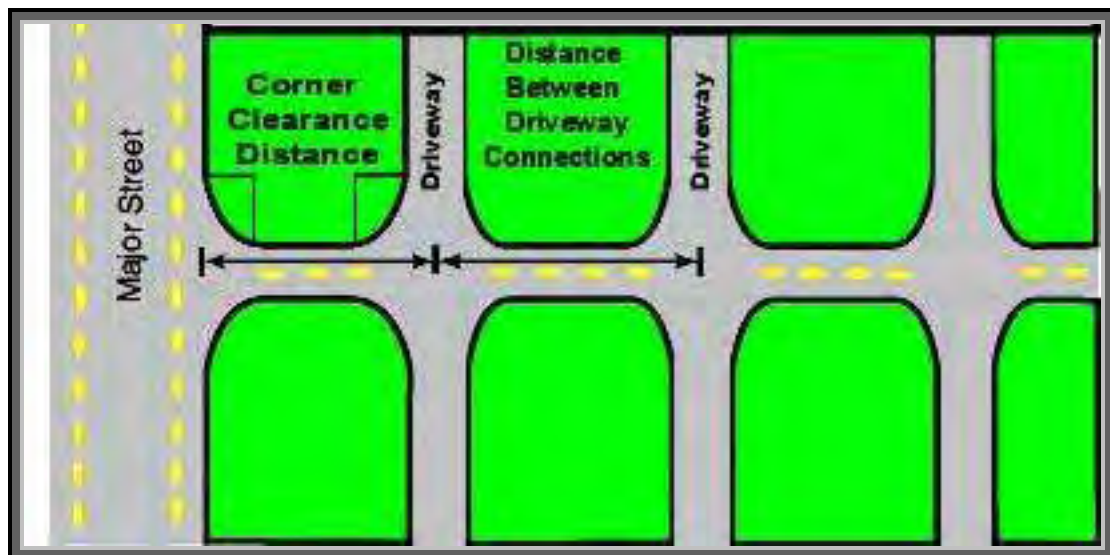 Major Street
Corner
Clearance
Distance
Driveway
Distance
Between
Driveway
Connections
Driveway